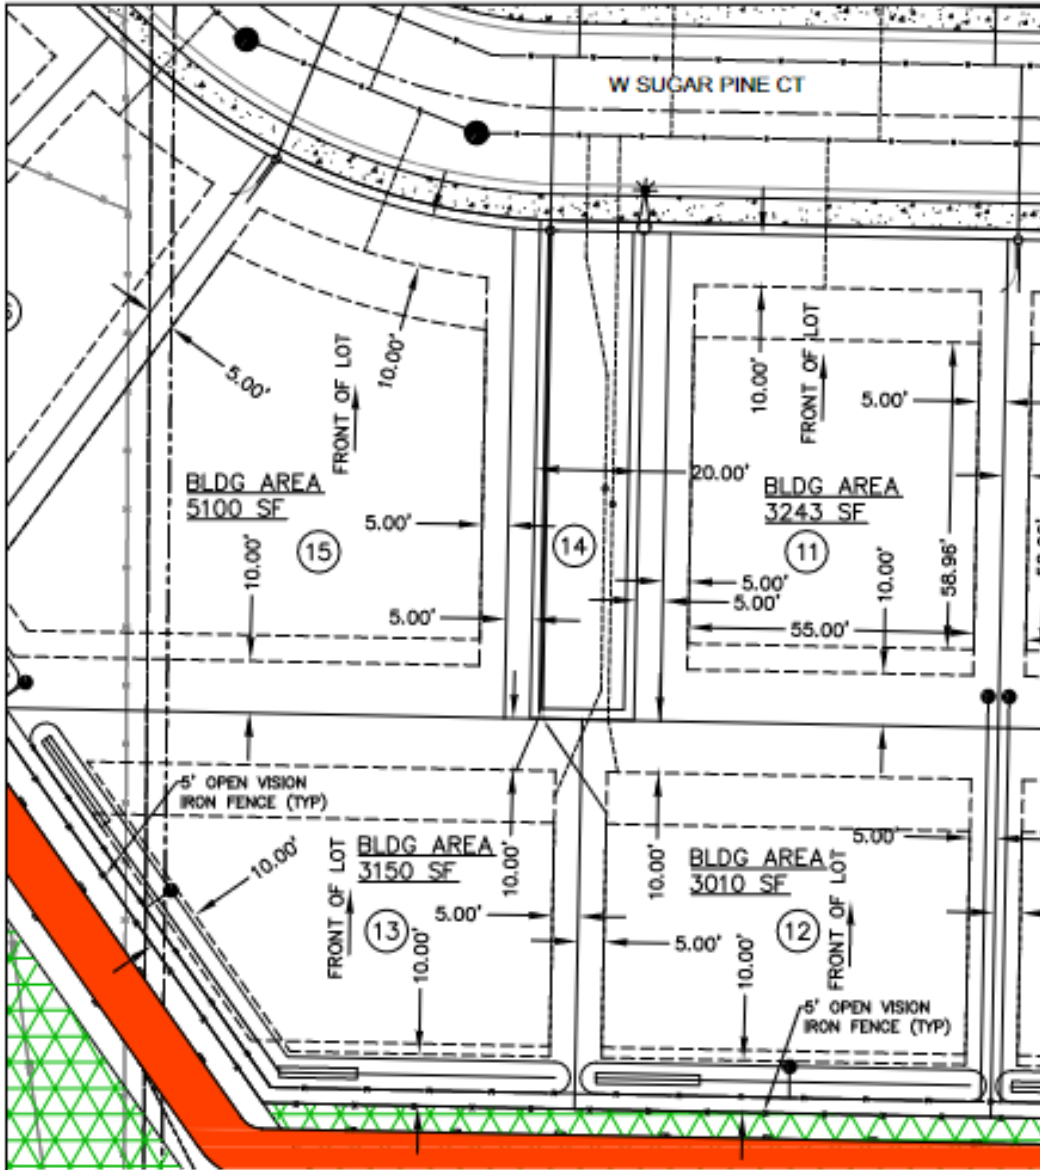 W SUGAR PINE CT
5.00'
FRONT OF LOT
10.00'
BLDG AREA
5100 SF
15
5.00'
10.00'
5.00'
14
20.00'
10.00'
FRONT OF LOT
5.00'
BLDG AREA
3243 SF
11
58.96'
10.00'
5.00'
5.00'
55.00'
5' OPEN VISION
IRON FENCE (TYP)
10.00'
FRONT OF LOT
BLDG AREA
3150 SF
13
10.00'
5.00'
10.00'
10.00'
BLDG AREA
3010 SF
5.00'
12
FRONT OF LOT
5.00'
10.00'
5' OPEN VISION
IRON FENCE (TYP)